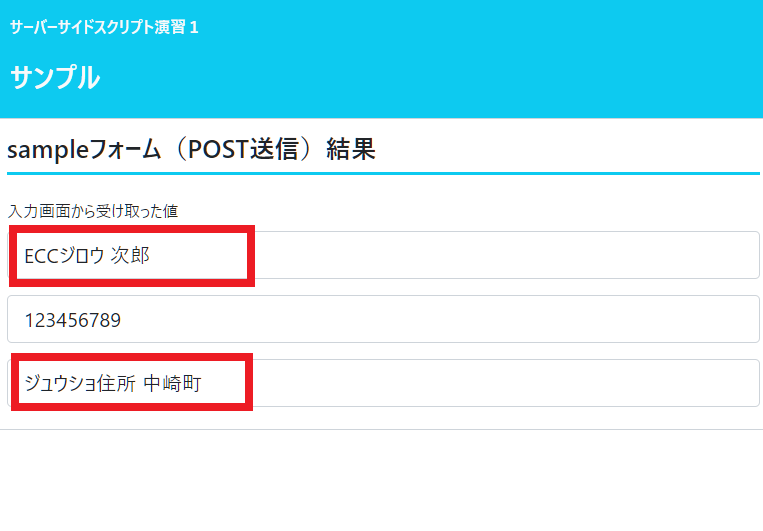 サーバーサイドスクリプト演習１
サンプル
sampleフォーム（POST送信）結果
入力画面から受け取った値
ECCジロウ 次郎
123456789
ジュウショ住所 中崎町